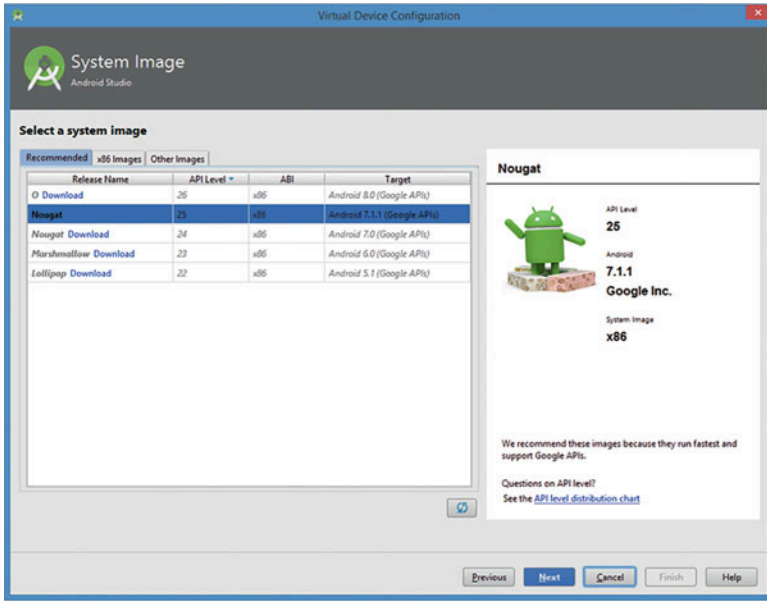 Virtual Device Configuration
System Image
Android Studio
Select a system image
Recommended x86 Images Other Images
Release Name API Level ABI Target
O Download 26 x86 Android 8.0 (Google APIs)
Nougat 25 x86 Android 7.1.1 (Google APIs)
Nougat Download 24 x86 Android 7.0 (Google APIs)
Marshmallow Download 23 x86 Android 6.0 (Google APIs)
Lollipop Download 22 x86 Android 5.1 (Google APIs)
Nougat
API Level
25
Android
7.1.1
Google Inc.
System Image
x86
We recommend these images because they run fastest and
support Google APIs.
Questions on API level?
See the API level distribution chart
Previous Next Cancel Finish Help